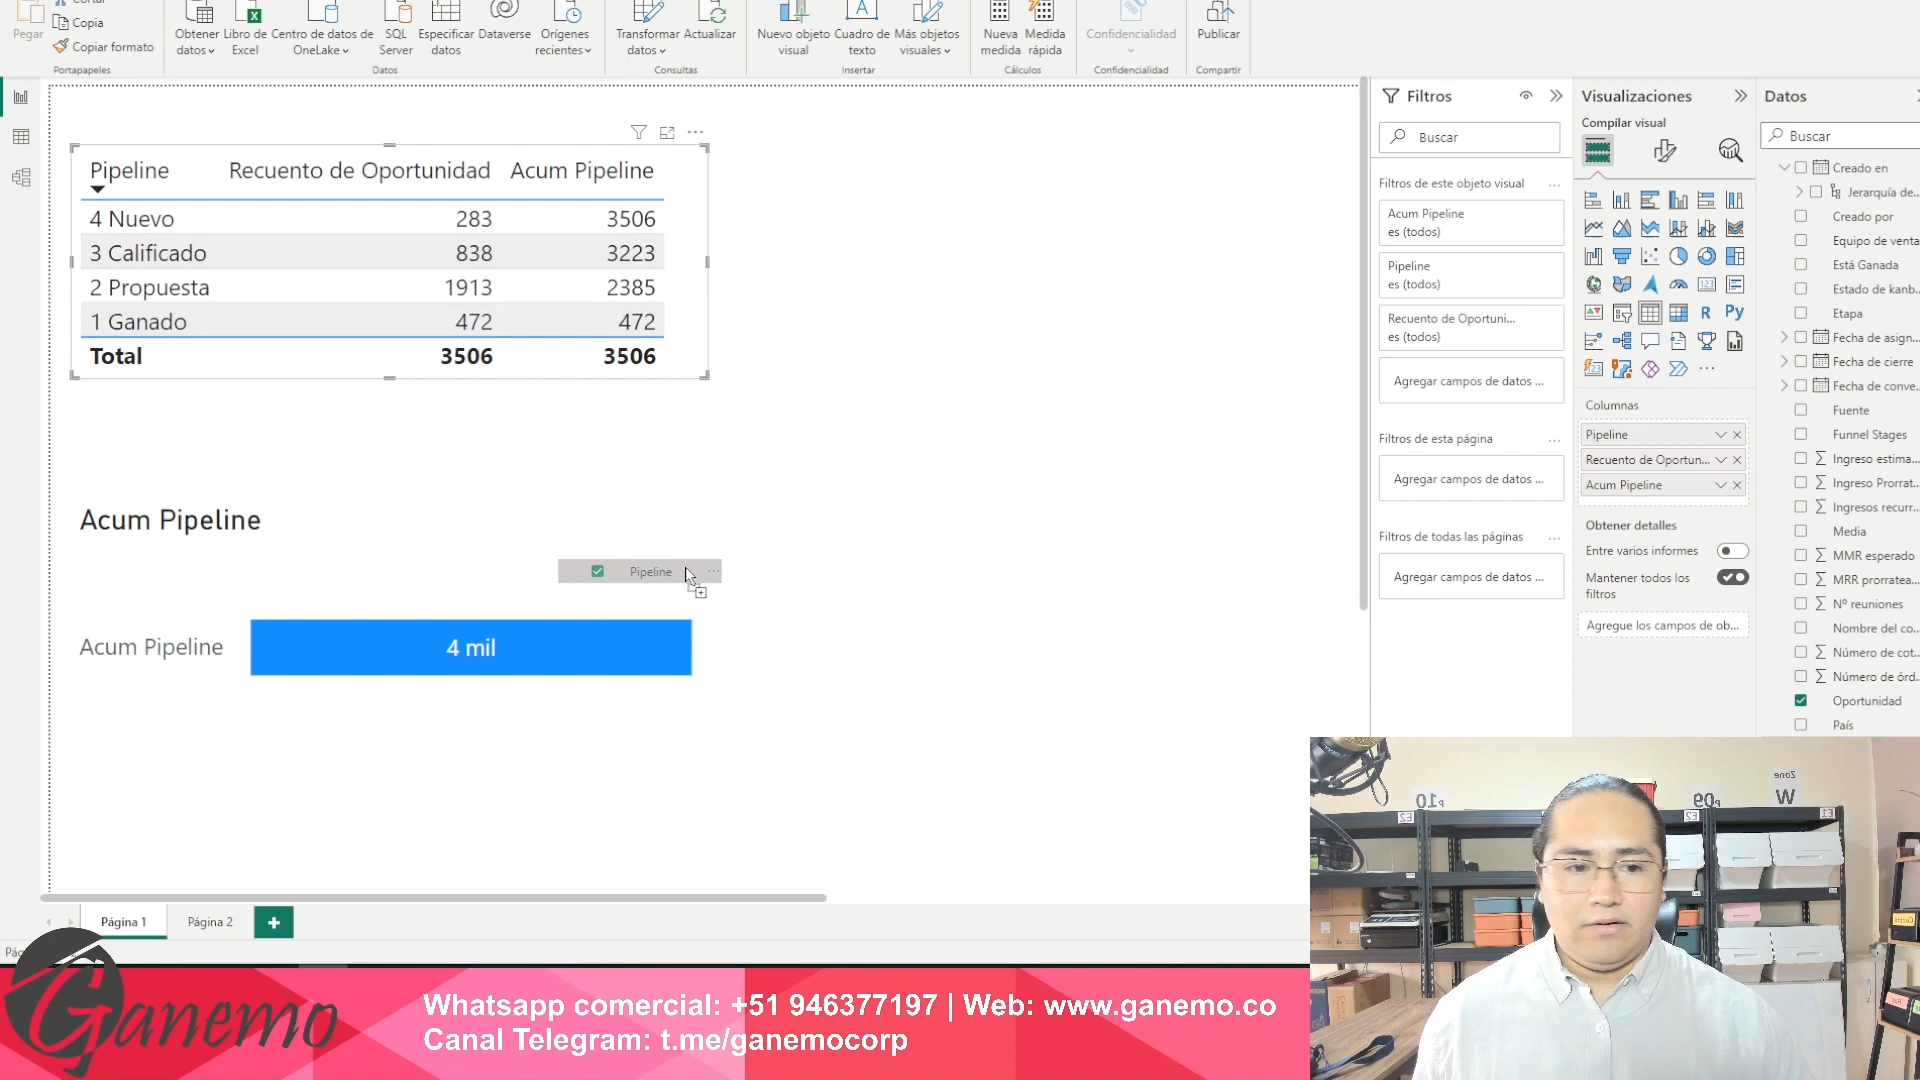 Pegar
Cortar
Copia
Copiar formato
Portapapeles
Obtener datos
Libro de Excel
Centro de datos de OneLake
SQL Server
Especificar datos
Dataverse
Orígenes recientes
Datos
Transformar datos
Actualizar
Consultas
Nuevo objeto visual
Cuadro de texto
Más objetos visuales
Insertar
Nueva medida
Medida rápida
Cálculos
Confidencialidad
Confidencialidad
Publicar
Compartir
Pipeline Recuento de Oportunidad Acum Pipeline
4 Nuevo 283 3506
3 Calificado 838 3223
2 Propuesta 1913 2385
1 Ganado 472 472
Total 3506 3506
Acum Pipeline
Pipeline
Acum Pipeline 4 mil
Filtros
Buscar
Filtros de este objeto visual
Acum Pipeline
es (todos)
Pipeline
es (todos)
Recuento de Oportuni...
es (todos)
Agregar campos de datos ...
Filtros de esta página
Agregar campos de datos ...
Filtros de todas las páginas
Agregar campos de datos ...
Visualizaciones
Compilar visual
123
R Py
123
Columnas
Pipeline
Recuento de Oportun...
Acum Pipeline
Obtener detalles
Entre varios informes
Mantener todos los
filtros
Agregue los campos de ob...
Datos
Buscar
Creado en
Jerarquía de...
Creado por
Equipo de venta
Está Ganada
Estado de kanb...
Etapa
Fecha de asign...
Fecha de cierre
Fecha de conve...
Fuente
Funnel Stages
Ingreso estima...
Ingreso Prorrat...
Ingresos recurr...
Media
MMR esperado
MRR prorratea...
Nº reuniones
Nombre del co...
Número de cot...
Número de órd...
Oportunidad
País
Página 1
Página 2
+
Pág
Ganemo
Whatsapp comercial: +51 946377197 | Web: www.ganemo.co
Canal Telegram: t.me/ganemocorp
Zone
W
P10
P09
E2
E2
E1